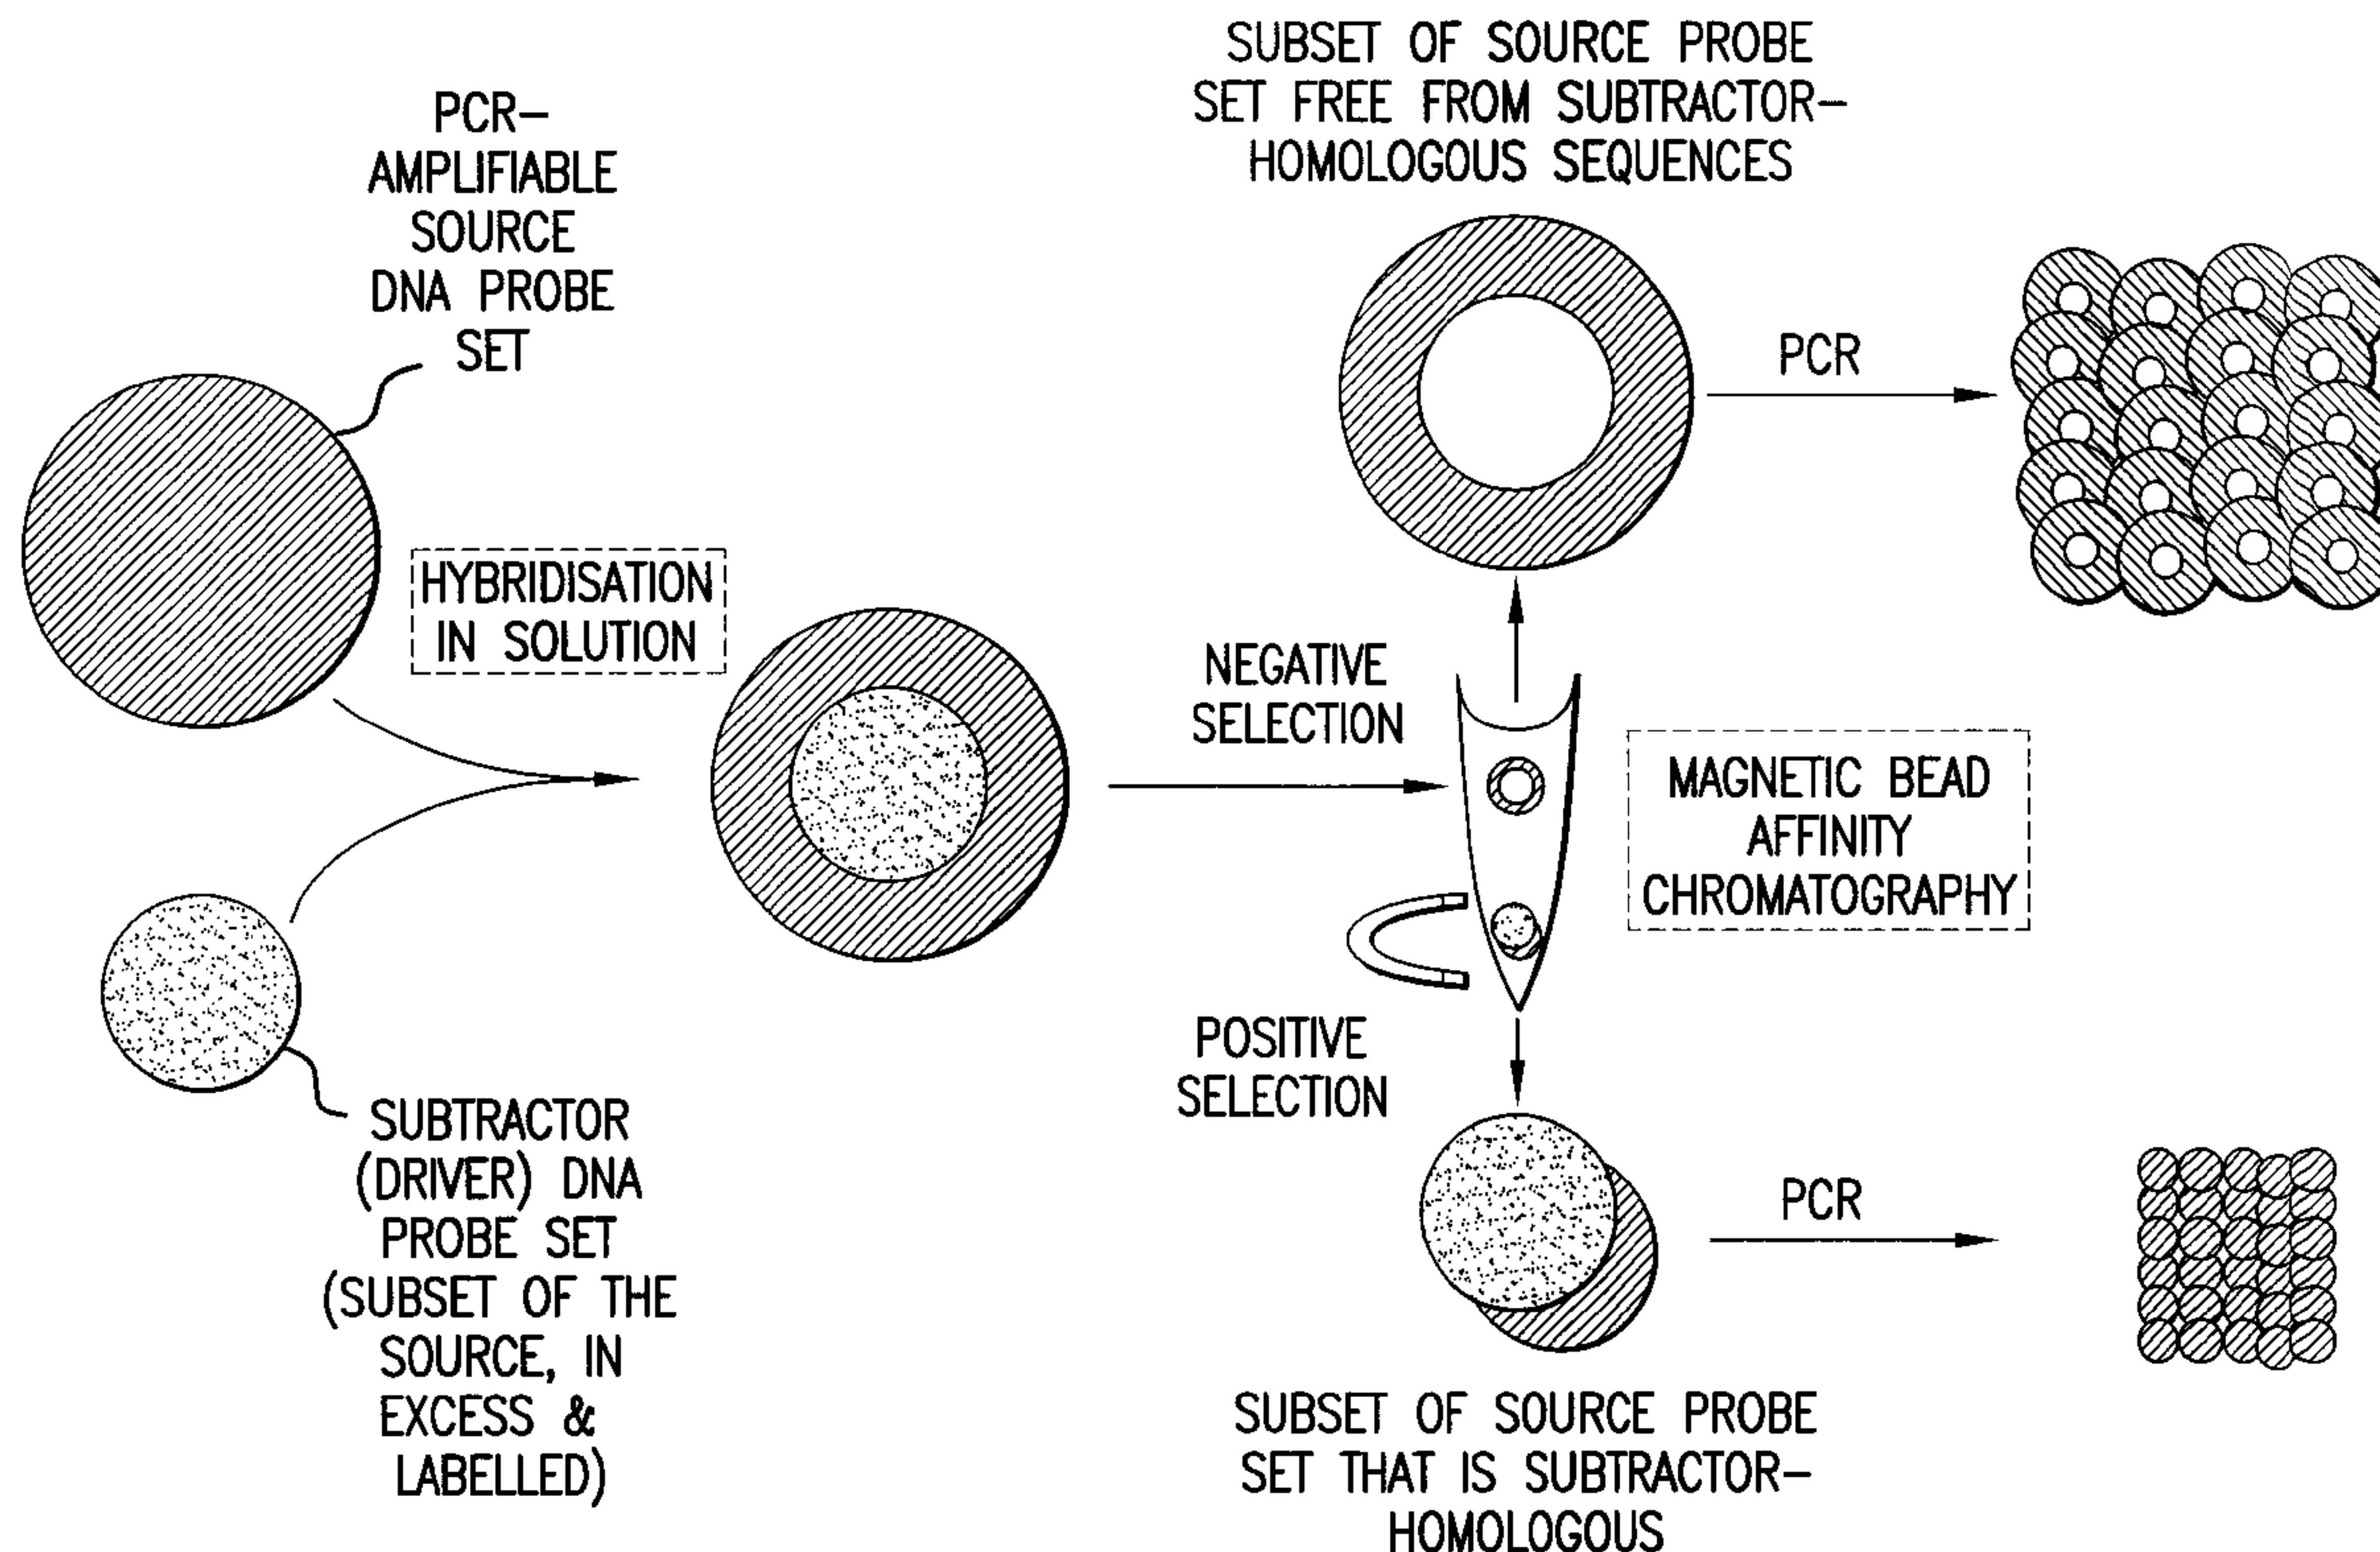 PCR-
AMPLIFIABLE
SOURCE
DNA PROBE
SET
HYBRIDISATION
IN SOLUTION
SUBTRACTOR
(DRIVER) DNA
PROBE SET
(SUBSET OF THE
SOURCE, IN
EXCESS &
LABELLED)
NEGATIVE
SELECTION
POSITIVE
SELECTION
SUBSET OF SOURCE PROBE
SET FREE FROM SUBTRACTOR-
HOMOLOGOUS SEQUENCES
PCR
MAGNETIC BEAD
AFFINITY
CHROMATOGRAPHY
PCR
SUBSET OF SOURCE PROBE
SET THAT IS SUBTRACTOR-
HOMOLOGOUS